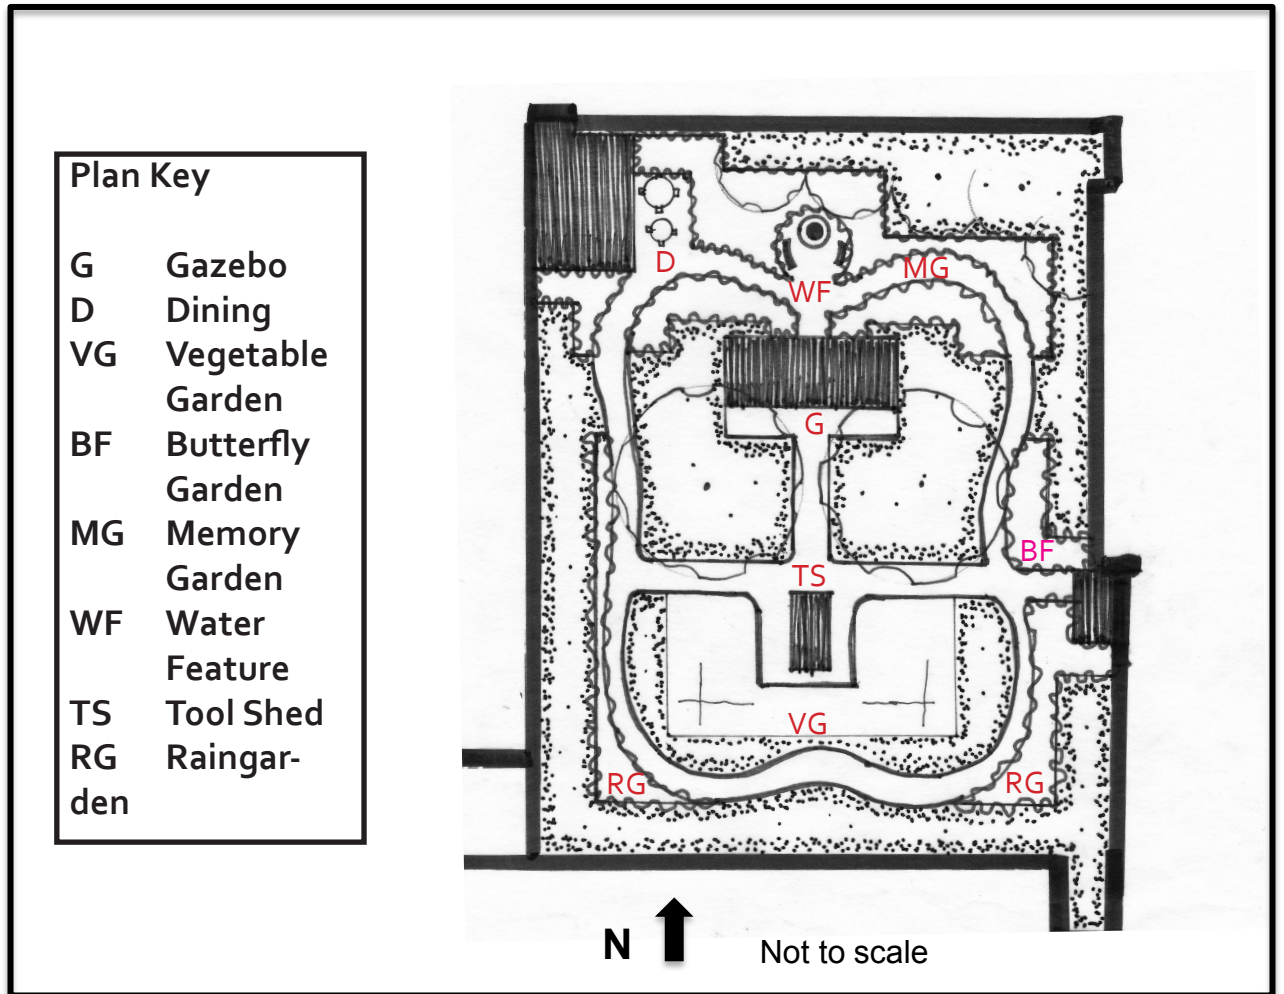 Plan Key
G Gazebo
D Dining
VG Vegetable
Garden
BF Butterfly
Garden
MG Memory
Garden
WF Water
Feature
TS Tool Shed
RG Raingar-
den
D
MG
WF
G
BF
TS
VG
RG
RG
N
Not to scale